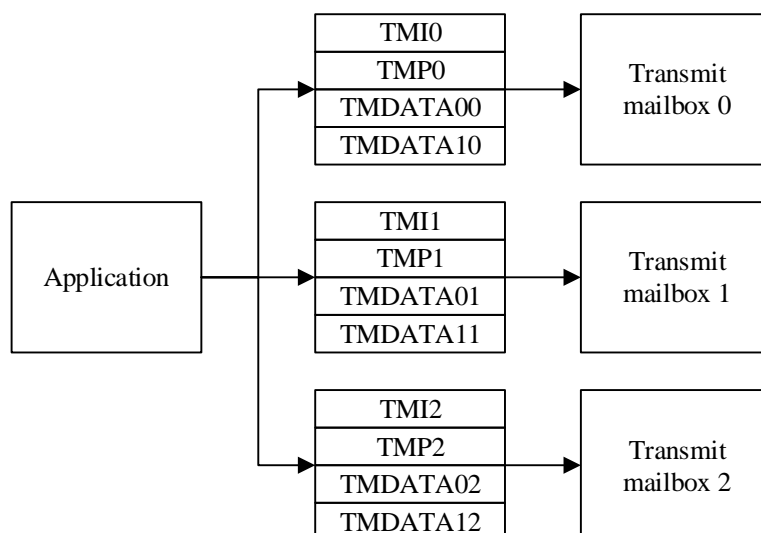 Application
TMI0
TMP0
TMDATA00
TMDATA10
Transmit
mailbox 0
TMI1
TMP1
TMDATA01
TMDATA11
Transmit
mailbox 1
TMI2
TMP2
TMDATA02
TMDATA12
Transmit
mailbox 2